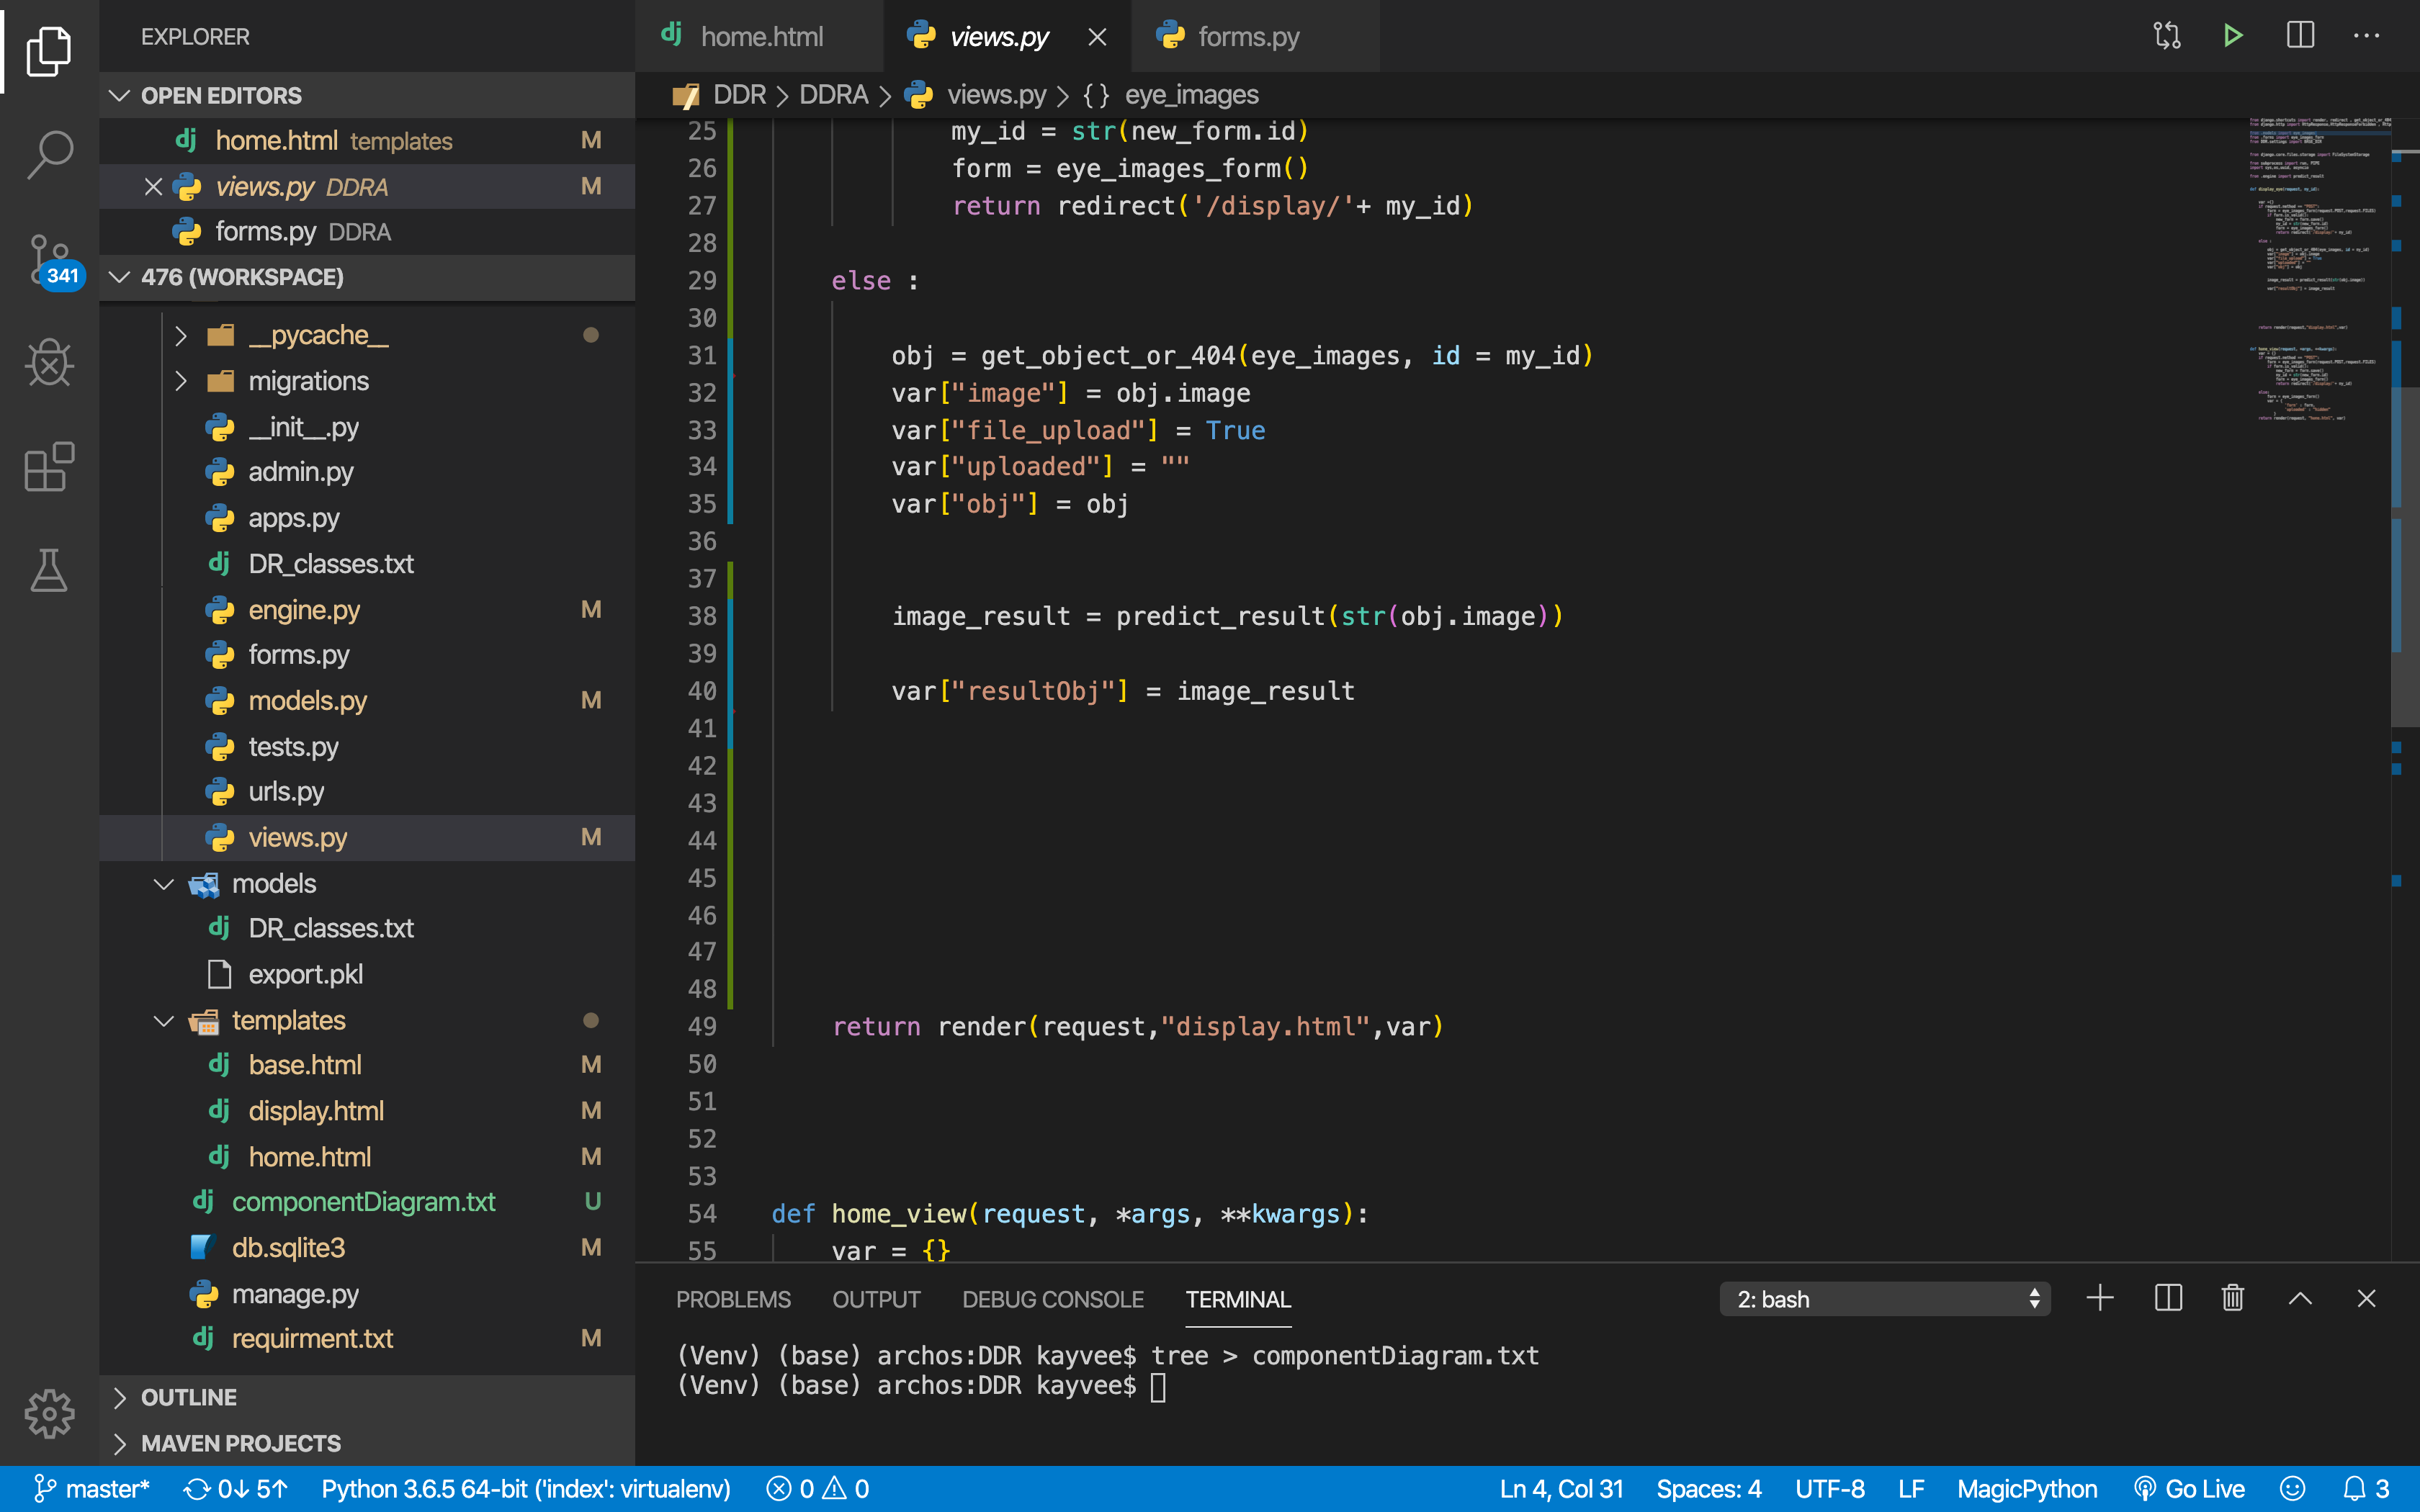 EXPLORER
OPEN EDITORS
home.html templates M
views.py DDRA M
forms.py DDRA
476 (WORKSPACE)
__pycache__
migrations
__init__.py
admin.py
apps.py
DR_classes.txt
engine.py M
forms.py
models.py M
tests.py
urls.py
views.py M
models
DR_classes.txt
export.pkl
templates
base.html M
display.html M
home.html M
componentDiagram.txt U
db.sqlite3 M
manage.py
requirment.txt M
OUTLINE
MAVEN PROJECTS
341
home.html views.py forms.py
DDR > DDRA > views.py > {} eye_images
25 my_id = str(new_form.id)
26 form = eye_images_form()
27 return redirect('/display/'+ my_id)
28
29 else :
30
31 obj = get_object_or_404(eye_images, id = my_id)
32 var["image"] = obj.image
33 var["file_upload"] = True
34 var["uploaded"] = ""
35 var["obj"] = obj
36
37
38 image_result = predict_result(str(obj.image))
39
40 var["resultObj"] = image_result
41
42
43
44
45
46
47
48
49 return render(request,"display.html",var)
50
51
52
53
54 def home_view(request, *args, **kwargs):
55 var = {}
PROBLEMS OUTPUT DEBUG CONSOLE TERMINAL 2: bash
(Venv) (base) archos:DDR kayvee$ tree > componentDiagram.txt
(Venv) (base) archos:DDR kayvee$
master* 0↓ 5↑ Python 3.6.5 64-bit ('index': virtualenv) 0 0 Ln 4, Col 31 Spaces: 4 UTF-8 LF MagicPython Go Live 3